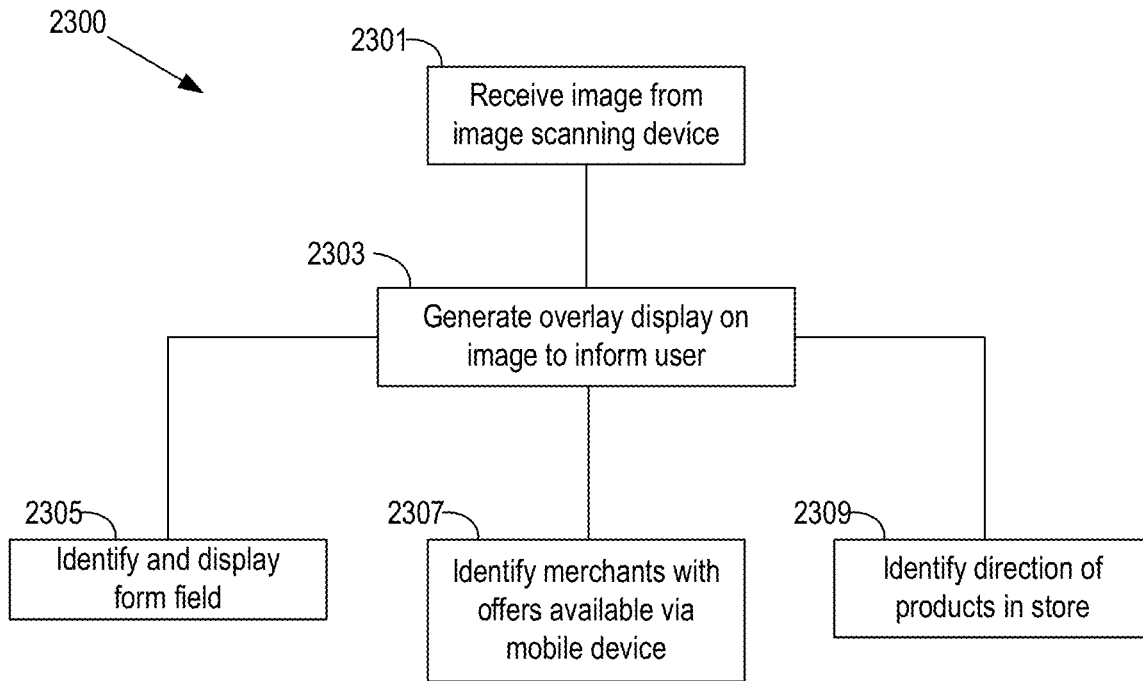 2300
2301
Receive image from
image scanning device
2303
Generate overlay display on
image to inform user
2305
Identify and display
form field
2307
Identify merchants with
offers available via
mobile device
2309
Identify direction of
products in store